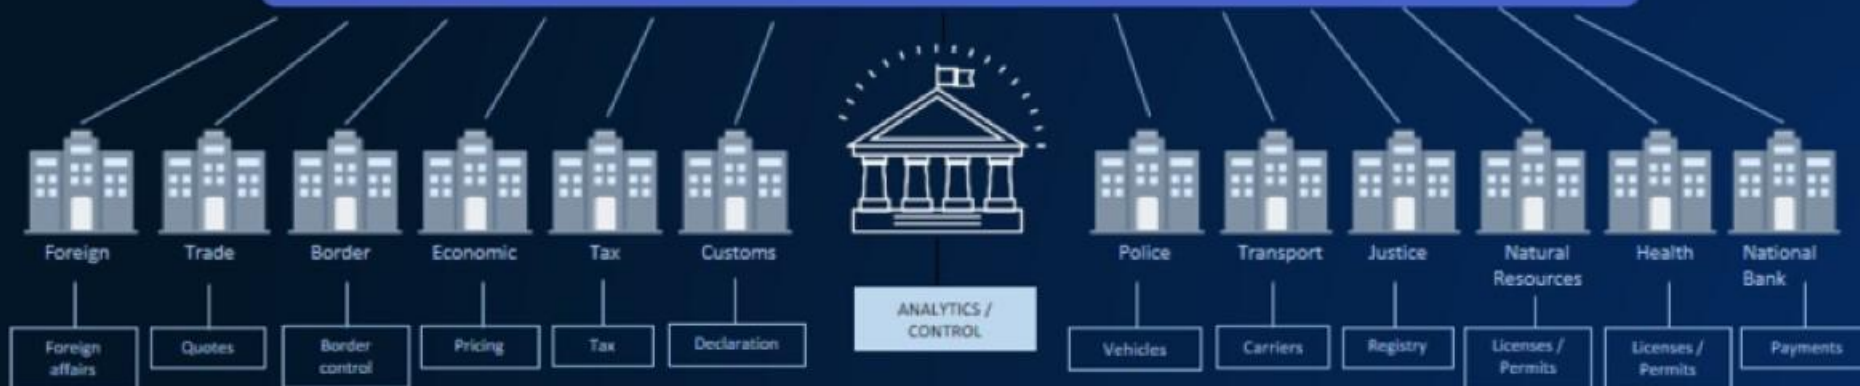 Foreign
Trade
Border
Economic
Tax
Customs
Police
Transport
Justice
Natural
Resources
Health
National
Bank
ANALYTICS /
CONTROL
Foreign
affairs
Quotes
Border
control
Pricing
Tax
Declaration
Vehicles
Carriers
Registry
Licenses /
Permits
Licenses /
Permits
Payments